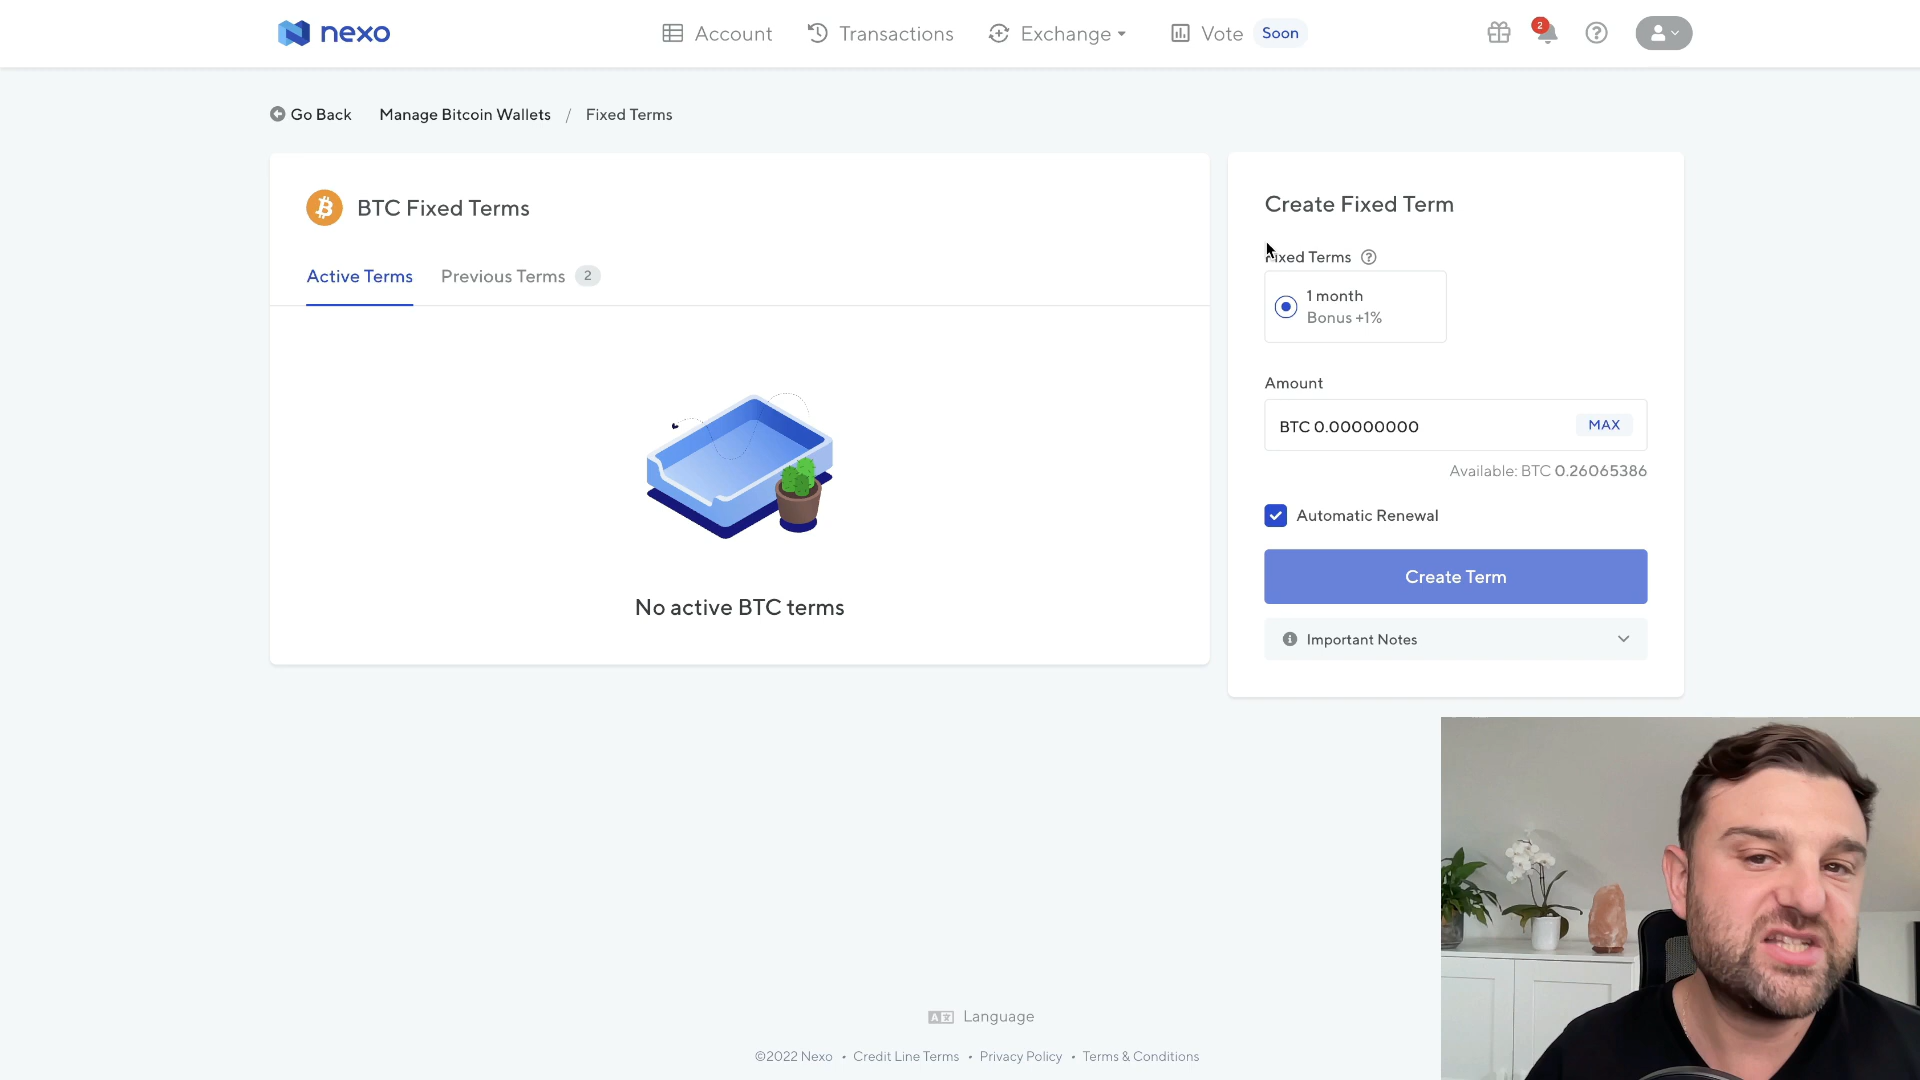 nexo
Account
Transactions
Exchange
Vote
Soon
2
Go Back
Manage Bitcoin Wallets / Fixed Terms
BTC Fixed Terms
Active Terms
Previous Terms 2
No active BTC terms
Create Fixed Term
Fixed Terms
1 month
Bonus +1%
Amount
BTC 0.00000000
MAX
Available: BTC 0.26065386
Automatic Renewal
Create Term
Important Notes
Language
©2022 Nexo • Credit Line Terms • Privacy Policy • Terms & Conditions